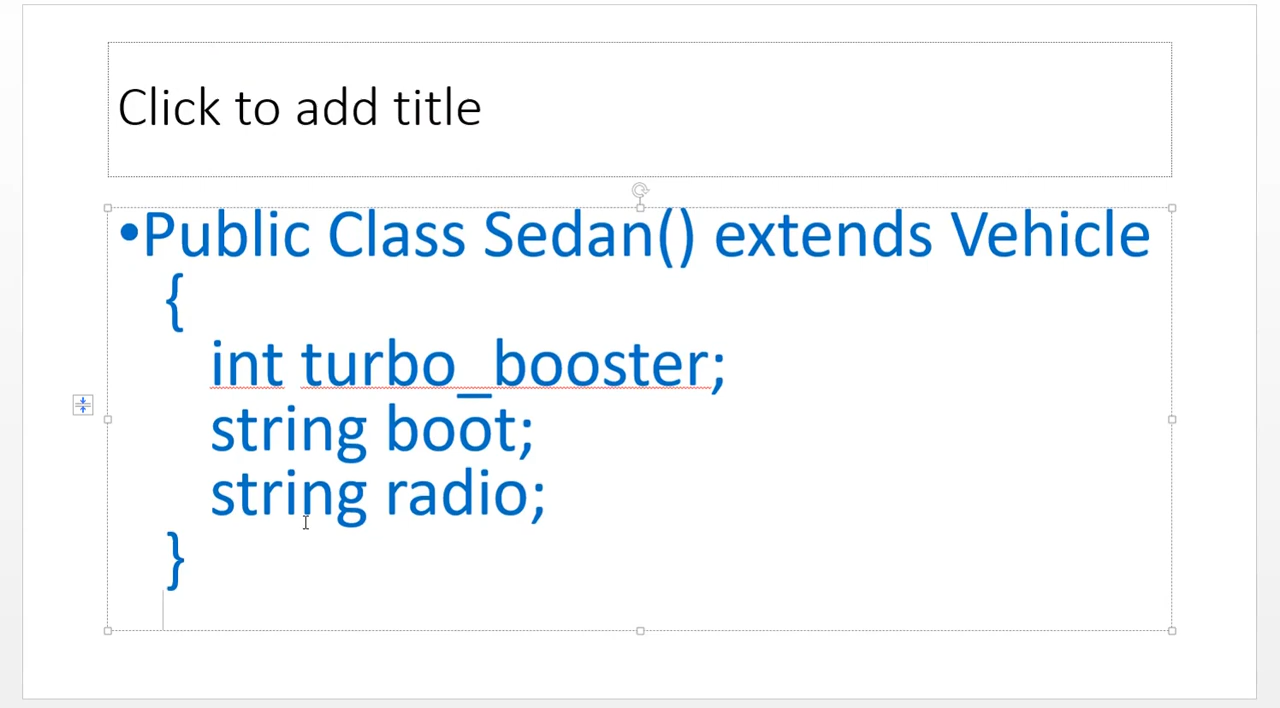 Click to add title
•Public Class Sedan() extends Vehicle
{
int turbo_booster;
string boot;
string radio;
}